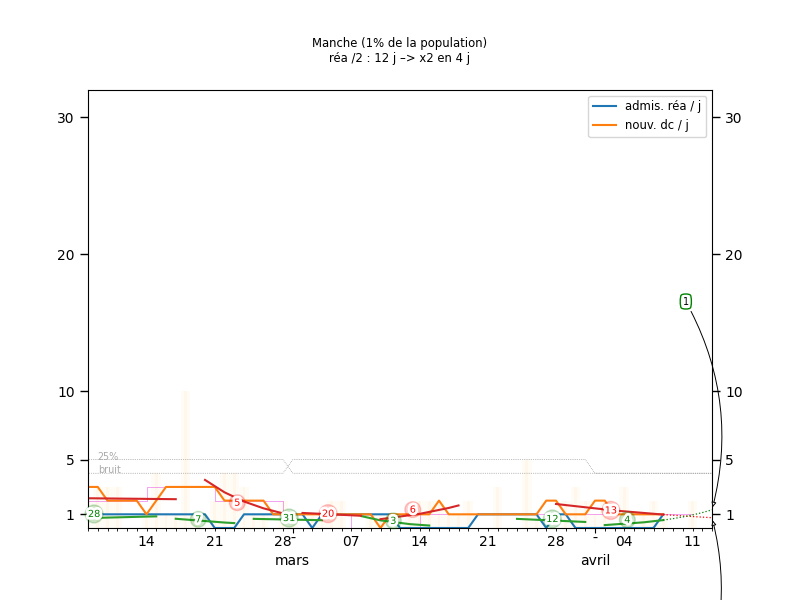 Manche (1% de la population)
réa /2 : 12 j –> x2 en 4 j
admis. réa / j
nouv. dc / j
30 30
20 20
1
10 10
5 5
25%
bruit
1 1
28 7 5 31 20 3 6 12 13 4
14 21 28 07 14 21 28 04 11
mars avril